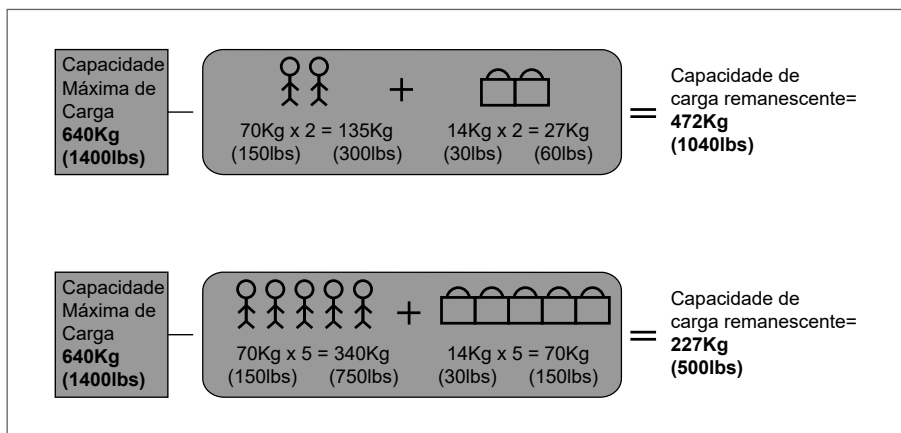 Capacidade
Máxima de
Carga
640Kg
(1400lbs)
+
70Kg x 2 = 135Kg
(150lbs) (300lbs)
14Kg x 2 = 27Kg
(30lbs) (60lbs)
=
Capacidade de
carga remanescente=
472Kg
(1040lbs)
Capacidade
Máxima de
Carga
640Kg
(1400lbs)
+
70Kg x 5 = 340Kg
(150lbs) (750lbs)
14Kg x 5 = 70Kg
(30lbs) (150lbs)
=
Capacidade de
carga remanescente=
227Kg
(500lbs)